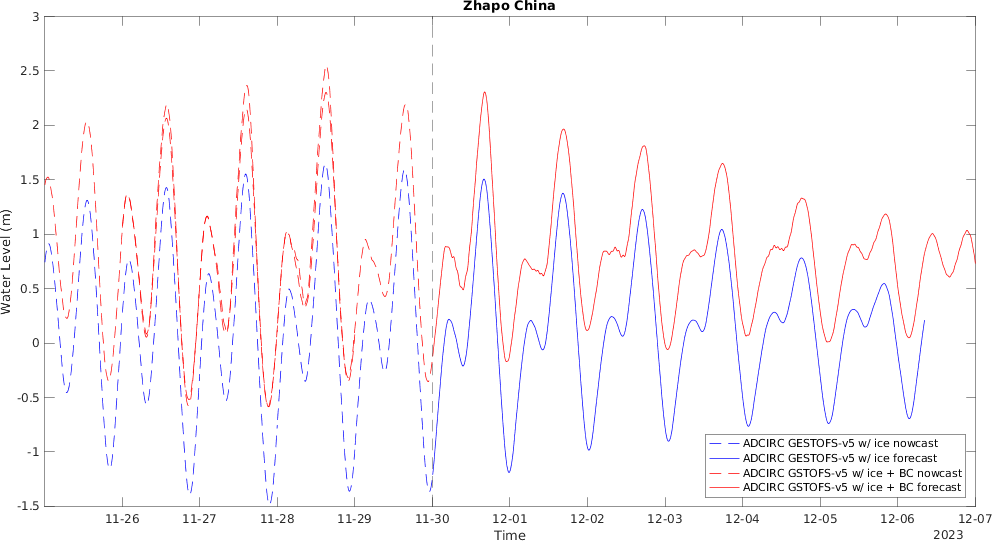 Zhapo China
Water Level (m)
3
2.5
2
1.5
1
0.5
0
-0.5
-1
-1.5
ADCIRC GESTOFS-v5 w/ ice nowcast
ADCIRC GESTOFS-v5 w/ ice forecast
ADCIRC GSTOFS-v5 w/ ice + BC nowcast
ADCIRC GSTOFS-v5 w/ ice + BC forecast
11-26 11-27 11-28 11-29 11-30 12-01 12-02 12-03 12-04 12-05 12-06 12-07
Time
2023